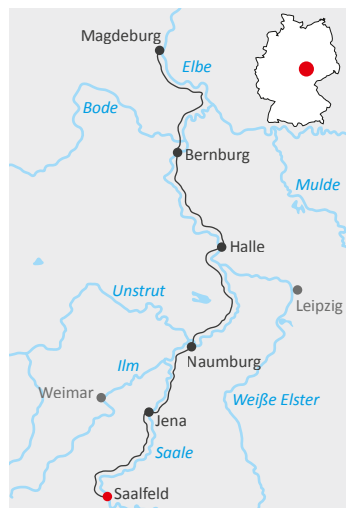 Magdeburg
Elbe
Bode
Bernburg
Mulde
Halle
Unstrut
Leipzig
Naumburg
Ilm
Weimar
Weiße Elster
Jena
Saale
Saalfeld